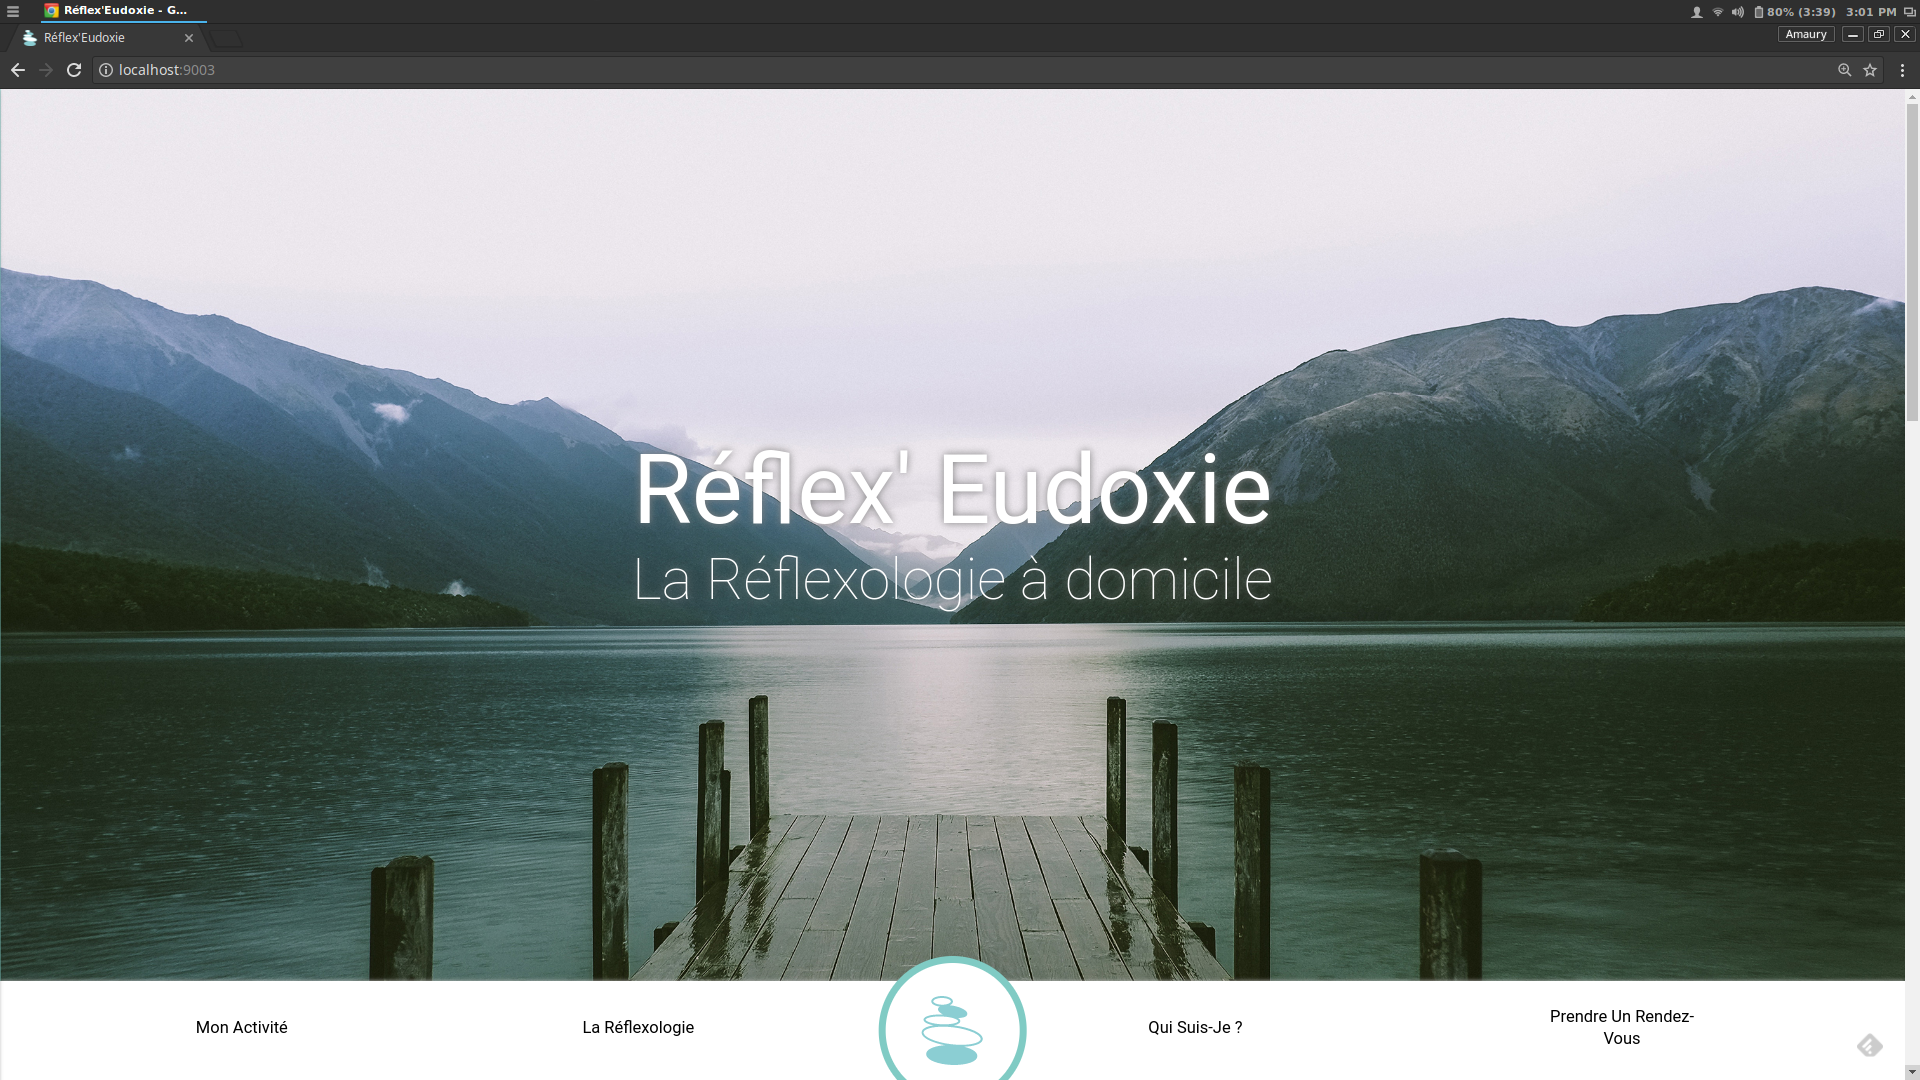 Réflex'Eudoxie - G...
80% (3:39) 3:01 PM
Réflex'Eudoxie
Amaury
localhost:9003
Réflex' Eudoxie
La Réflexologie à domicile
Mon Activité
La Réflexologie
Qui Suis-Je ?
Prendre Un Rendez-
Vous